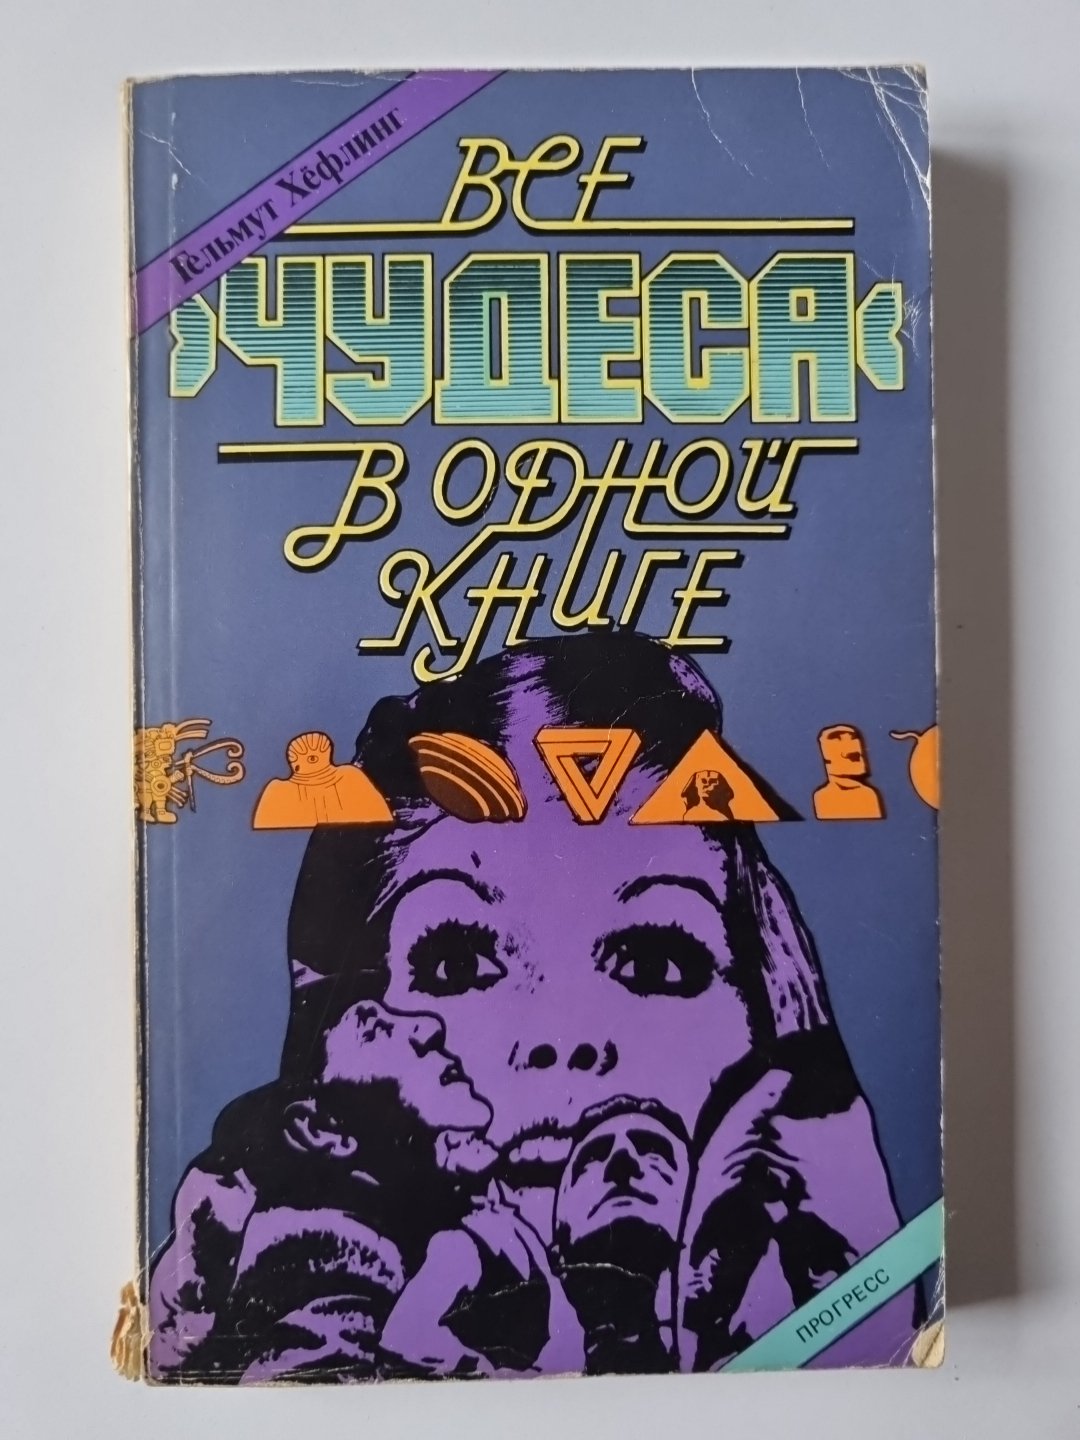 Гельмут Хёфлинг
ВСЕ
›ЧУДЕСА‹
В ОДНОЙ
КНИГЕ
ПРОГРЕСС